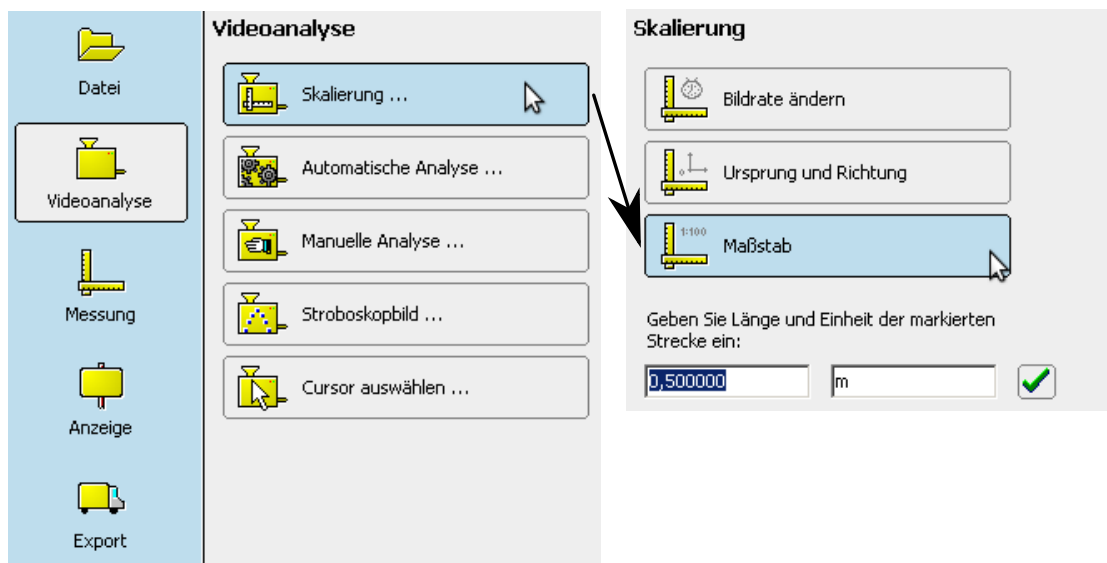 Datei
Videoanalyse
Messung
Anzeige
Export
Videoanalyse
Skalierung ...
Automatische Analyse ...
Manuelle Analyse ...
Stroboskopbild ...
Cursor auswählen ...
Skalierung
Bildrate ändern
Ursprung und Richtung
1:100
Maßstab
Geben Sie Länge und Einheit der markierten
Strecke ein:
0,500000
m